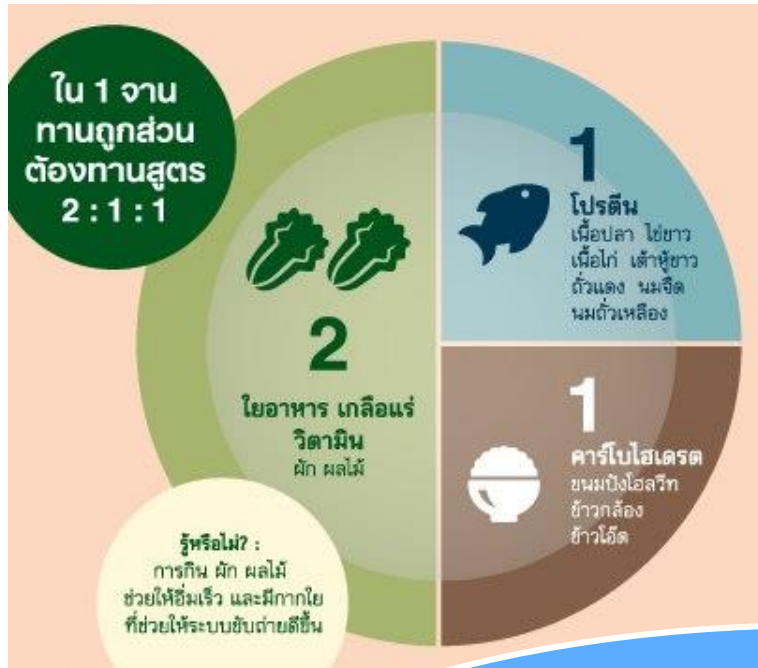 ใน 1 จาน
ทานถูกส่วน
ต้องทานสูตร
2 : 1 : 1
2
ใยอาหาร เกลือแร่
วิตามิน
ผัก ผลไม้
1
โปรตีน
เนื้อปลา ไข่ขาว
เนื้อไก่ เต้าหู้ขาว
ถั่วแดง นมจืด
นมถั่วเหลือง
1
คาร์โบไฮเดรต
ขนมปังโฮลวีท
ข้าวกล้อง
ข้าวโอ๊ต
รู้หรือไม่? :
การกิน ผัก ผลไม้
ช่วยให้อิ่มเร็ว และมีกากใย
ที่ช่วยให้ระบบขับถ่ายดีขึ้น